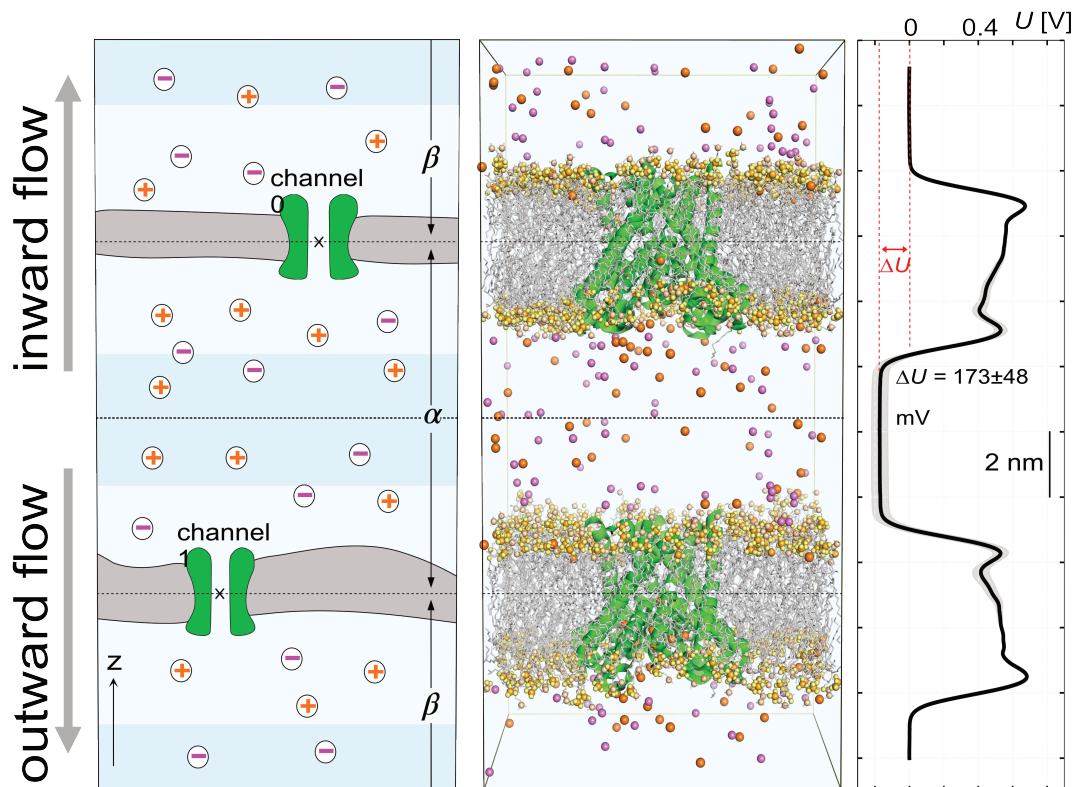 inward flow
outward flow
channel
0
β
α
channel
1
β
z
0 0.4 U [V]
ΔU
ΔU = 173±48
mV
2 nm